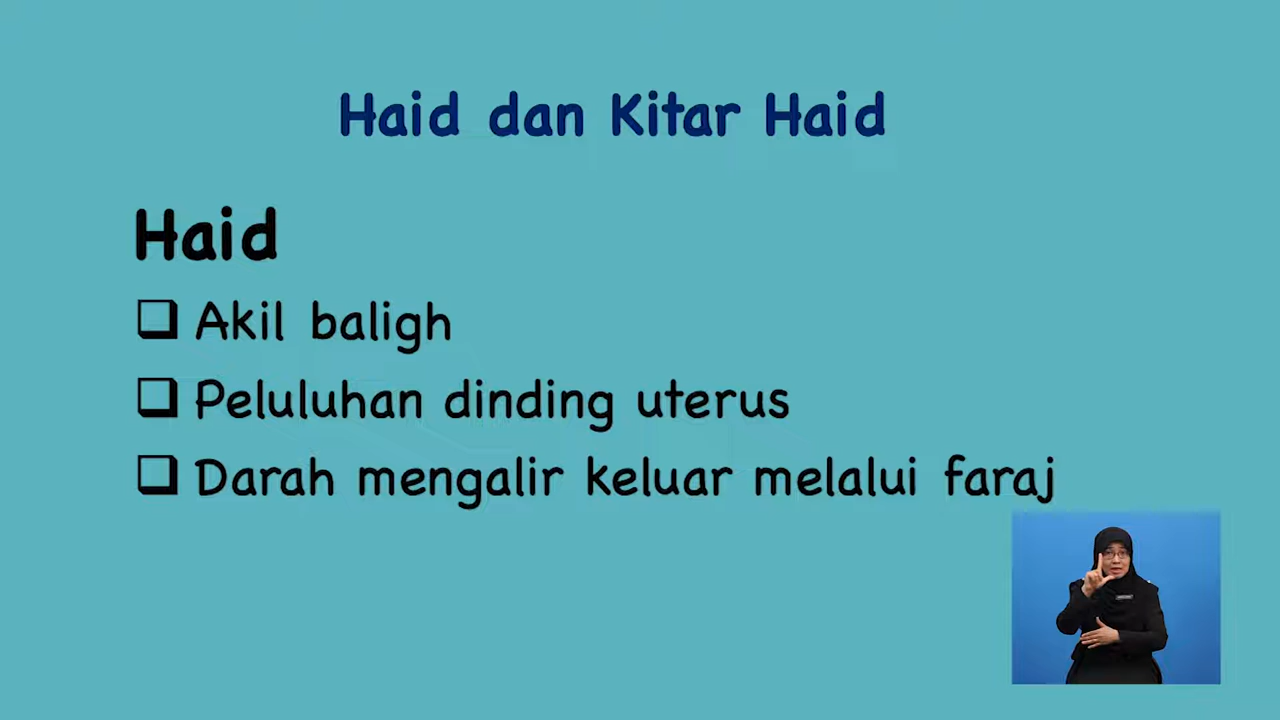 Haid dan Kitar Haid
Haid
Akil baligh
Peluluhan dinding uterus
Darah mengalir keluar melalui faraj